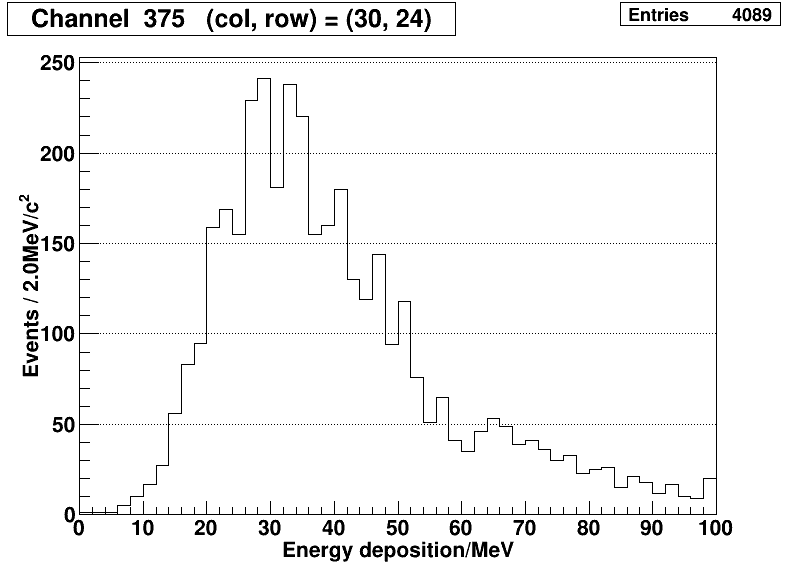 Channel 375 (col, row) = (30, 24)
Entries 4089
Events / 2.0MeV/c²
250
200
150
100
50
0
0 10 20 30 40 50 60 70 80 90 100
Energy deposition/MeV